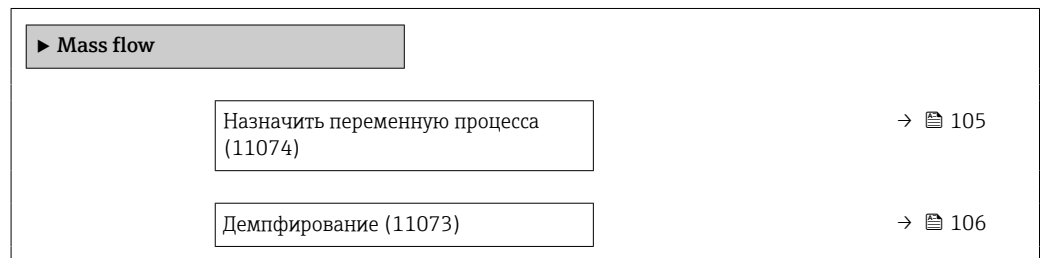 ▶ Mass flow
Назначить переменную процесса
(11074)
→ 🖺 105
Демпфирование (11073)
→ 🖺 106